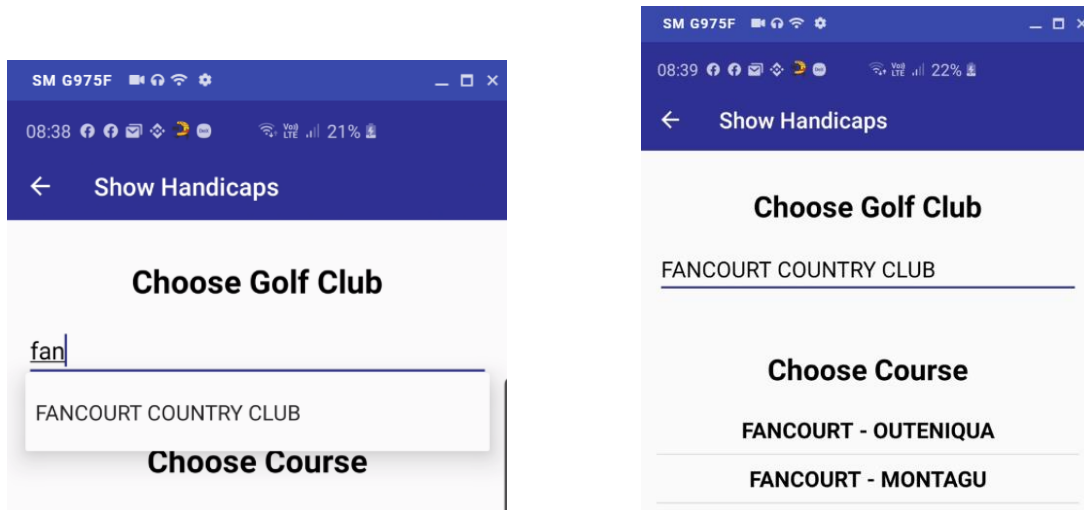 SM G975F
08:38 21%
Show Handicaps
Choose Golf Club
fan
FANCOURT COUNTRY CLUB
Choose Course
SM G975F
08:39 22%
Show Handicaps
Choose Golf Club
FANCOURT COUNTRY CLUB
Choose Course
FANCOURT - OUTENIQUA
FANCOURT - MONTAGU